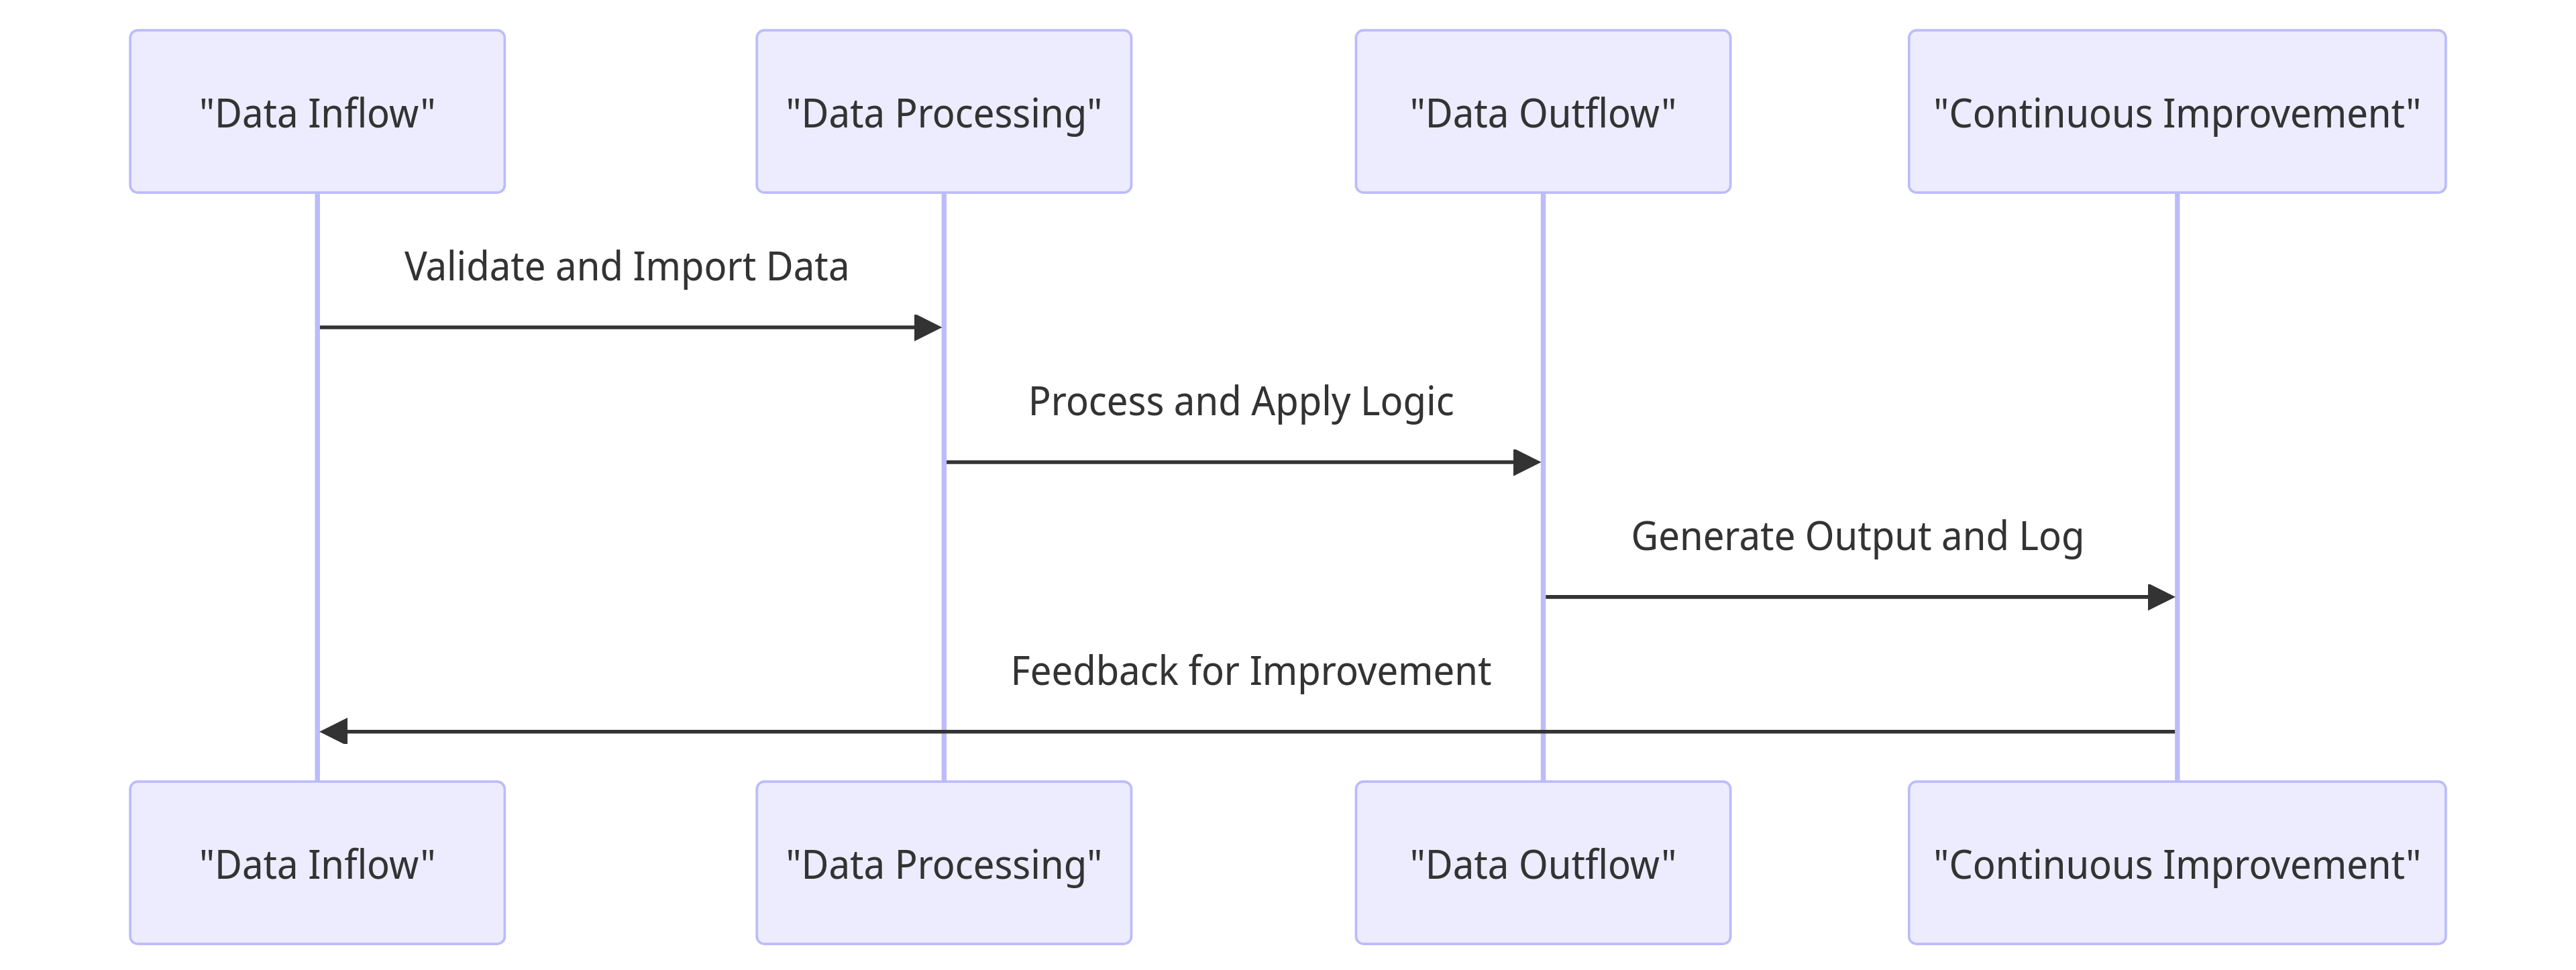 "Data Inflow"
"Data Processing"
"Data Outflow"
"Continuous Improvement"
Validate and Import Data
Process and Apply Logic
Generate Output and Log
Feedback for Improvement
"Data Inflow"
"Data Processing"
"Data Outflow"
"Continuous Improvement"